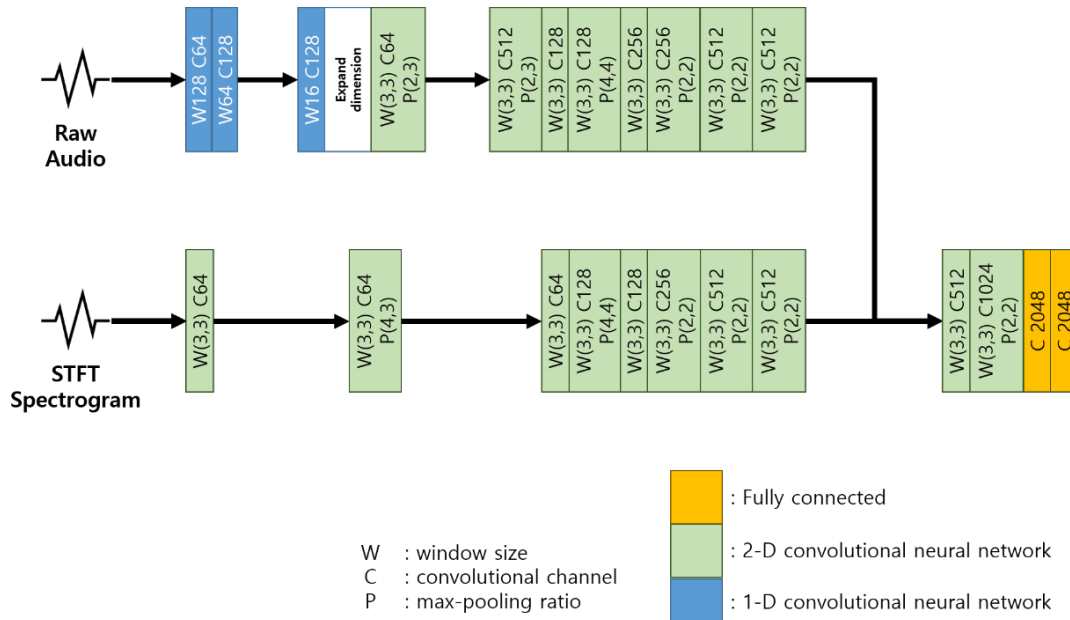 Raw
Audio
W128 C64
W64 C128
W16 C128
Expand
dimension
W(3,3) C64
P(2,3)
W(3,3) C512
P(2,3)
W(3,3) C128
W(3,3) C128
P(4,4)
W(3,3) C256
W(3,3) C256
P(2,2)
W(3,3) C512
P(2,2)
W(3,3) C512
P(2,2)
STFT
Spectrogram
W(3,3) C64
W(3,3) C64
P(4,3)
W(3,3) C64
W(3,3) C128
P(4,4)
W(3,3) C128
W(3,3) C256
P(2,2)
W(3,3) C512
P(2,2)
W(3,3) C512
P(2,2)
W(3,3) C512
W(3,3) C1024
P(2,2)
C 2048
C 2048
W : window size
C : convolutional channel
P : max-pooling ratio
: Fully connected
: 2-D convolutional neural network
: 1-D convolutional neural network